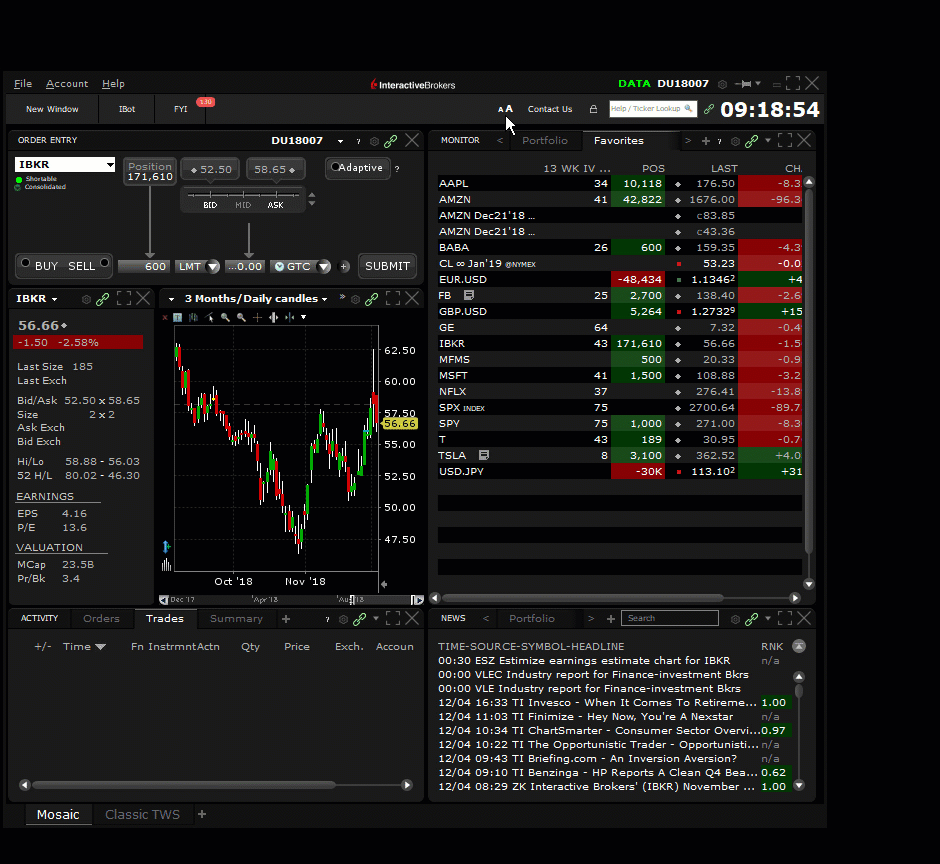 File Account Help InteractiveBrokers DATA DU18007
New Window IBot FYI 130 A A Contact Us Help / Ticker Lookup 09:18:54
ORDER ENTRY DU18007 ?
IBKR
Shortable
Consolidated
Position
171,610
52.50 58.65 Adaptive ?
BID MID ASK
BUY SELL 600 LMT ...0.00 GTC + SUBMIT
MONITOR < Portfolio Favorites > + ?
13 WK IV ... POS LAST CH.
AAPL 34 10,118 176.50 -8.3
AMZN 41 42,822 1676.00 -96.3
AMZN Dec21'18 ... c83.85
AMZN Dec21'18 ... c43.36
BABA 26 600 159.35 -4.3
CL ∞ Jan'19 @NYMEX 53.23 -0.0
EUR.USD -48,434 1.1346² +4
FB 25 2,700 138.40 -2.6
GBP.USD 5,264 1.2732⁹ +15
GE 64 7.32 -0.4
IBKR 43 171,610 56.66 -1.5
MFMS 500 20.33 -0.9
MSFT 41 1,500 108.88 -3.2
NFLX 37 276.41 -13.8
SPX INDEX 75 2700.64 -89.7
SPY 75 1,000 271.00 -8.3
T 43 189 30.95 -0.7
TSLA 8 3,100 362.52 +4.0
USD.JPY -30K 113.10² +31
IBKR
56.66
-1.50 -2.58%
Last Size 185
Last Exch
Bid/Ask 52.50 x 58.65
Size 2 x 2
Ask Exch
Bid Exch
Hi/Lo 58.88 - 56.03
52 H/L 80.02 - 46.30
EARNINGS
EPS 4.16
P/E 13.6
VALUATION
MCap 23.5B
Pr/Bk 3.4
3 Months/Daily candles »
62.50
60.00
57.50
56.66
55.00
52.50
50.00
47.50
Oct '18 Nov '18
Dec '17 Apr '18
ACTIVITY Orders Trades Summary + ?
+/- Time Fn Instrmnt Actn Qty Price Exch. Accoun
NEWS < Portfolio > + Search
TIME-SOURCE-SYMBOL-HEADLINE RNK
00:30 ESZ Estimize earnings estimate chart for IBKR n/a
00:00 VLEC Industry report for Finance-investment Bkrs
00:00 VLE Industry report for Finance-investment Bkrs
12/04 16:33 TI Invesco - When It Comes To Retireme... 1.00
12/04 11:03 TI Finimize - Hey Now, You're A Nexstar n/a
12/04 10:34 TI ChartSmarter - Consumer Sector Overvi... 0.97
12/04 10:22 TI The Opportunistic Trader - Opportunisti... n/a
12/04 09:43 TI Briefing.com - An Inversion Aversion? n/a
12/04 09:10 TI Benzinga - HP Reports A Clean Q4 Bea... 0.62
12/04 08:29 ZK Interactive Brokers' (IBKR) November ... 1.00
Mosaic Classic TWS +